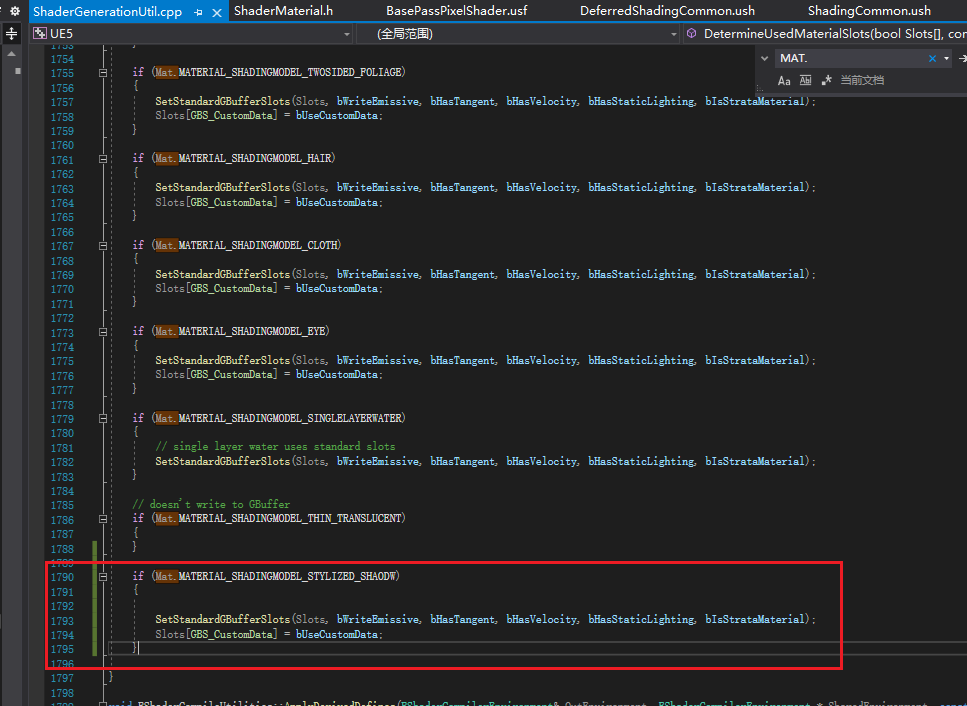 ShaderGenerationUtil.cpp ShaderMaterial.h BasePassPixelShader.usf DeferredShadingCommon.ush ShadingCommon.ush
UE5 (全局范围) DetermineUsedMaterialSlots(bool Slots[], con
MAT.
Aa Ab .* 当前文档
1753 }
1754
1755 if (Mat.MATERIAL_SHADINGMODEL_TWOSIDED_FOLIAGE)
1756 {
1757 SetStandardGBufferSlots(Slots, bWriteEmissive, bHasTangent, bHasVelocity, bHasStaticLighting, bIsStrataMaterial);
1758 Slots[GBS_CustomData] = bUseCustomData;
1759 }
1760
1761 if (Mat.MATERIAL_SHADINGMODEL_HAIR)
1762 {
1763 SetStandardGBufferSlots(Slots, bWriteEmissive, bHasTangent, bHasVelocity, bHasStaticLighting, bIsStrataMaterial);
1764 Slots[GBS_CustomData] = bUseCustomData;
1765 }
1766
1767 if (Mat.MATERIAL_SHADINGMODEL_CLOTH)
1768 {
1769 SetStandardGBufferSlots(Slots, bWriteEmissive, bHasTangent, bHasVelocity, bHasStaticLighting, bIsStrataMaterial);
1770 Slots[GBS_CustomData] = bUseCustomData;
1771 }
1772
1773 if (Mat.MATERIAL_SHADINGMODEL_EYE)
1774 {
1775 SetStandardGBufferSlots(Slots, bWriteEmissive, bHasTangent, bHasVelocity, bHasStaticLighting, bIsStrataMaterial);
1776 Slots[GBS_CustomData] = bUseCustomData;
1777 }
1778
1779 if (Mat.MATERIAL_SHADINGMODEL_SINGLELAYERWATER)
1780 {
1781 // single layer water uses standard slots
1782 SetStandardGBufferSlots(Slots, bWriteEmissive, bHasTangent, bHasVelocity, bHasStaticLighting, bIsStrataMaterial);
1783 }
1784
1785 // doesn't write to GBuffer
1786 if (Mat.MATERIAL_SHADINGMODEL_THIN_TRANSLUCENT)
1787 {
1788 }
1789
1790 if (Mat.MATERIAL_SHADINGMODEL_STYLIZED_SHAODW)
1791 {
1792
1793 SetStandardGBufferSlots(Slots, bWriteEmissive, bHasTangent, bHasVelocity, bHasStaticLighting, bIsStrataMaterial);
1794 Slots[GBS_CustomData] = bUseCustomData;
1795 }
1796
1797 }
1798